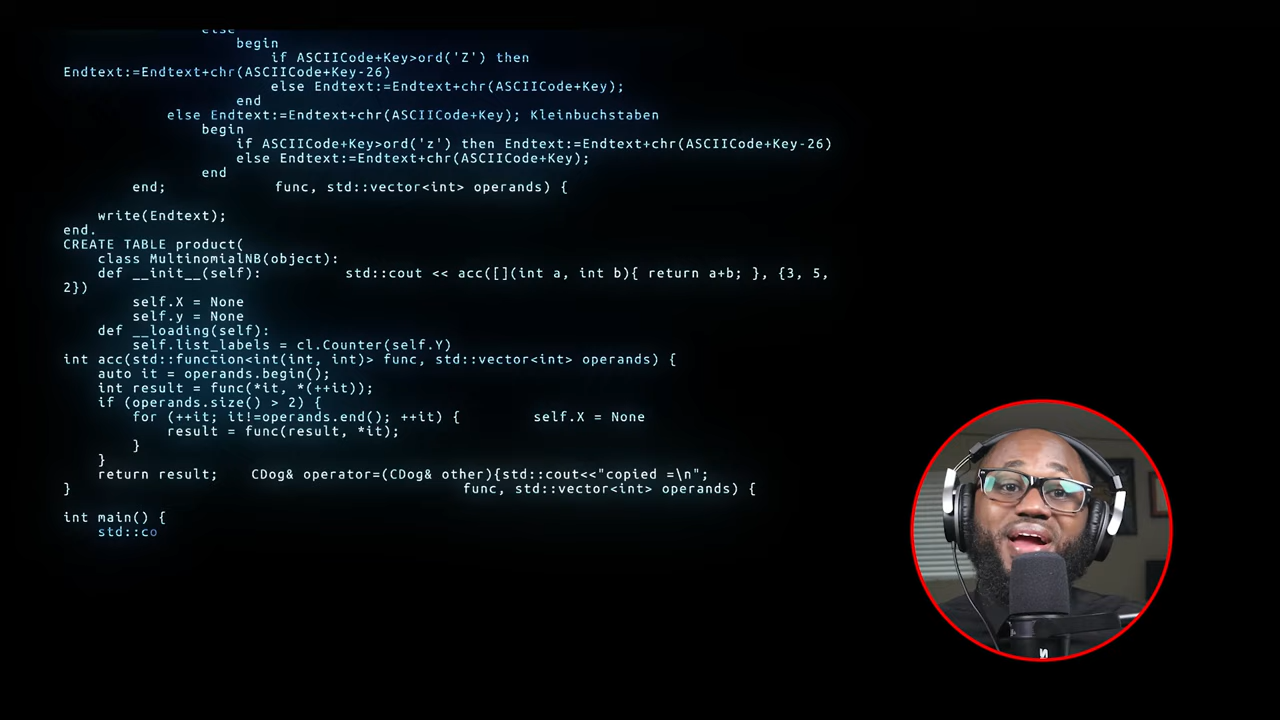 else
begin
if ASCIICode+Key>ord('Z') then
Endtext:=Endtext+chr(ASCIICode+Key-26)
else Endtext:=Endtext+chr(ASCIICode+Key);
end
else Endtext:=Endtext+chr(ASCIICode+Key); Kleinbuchstaben
begin
if ASCIICode+Key>ord('z') then Endtext:=Endtext+chr(ASCIICode+Key-26)
else Endtext:=Endtext+chr(ASCIICode+Key);
end
end; func, std::vector<int> operands) {
write(Endtext);
end.
CREATE TABLE product(
class MultinomialNB(object):
def __init__(self): std::cout << acc([](int a, int b){ return a+b; }, {3, 5,
2})
self.X = None
self.y = None
def __loading(self):
self.list_labels = cl.Counter(self.Y)
int acc(std::function<int(int, int)> func, std::vector<int> operands) {
auto it = operands.begin();
int result = func(*it, *(++it));
if (operands.size() > 2) {
for (++it; it!=operands.end(); ++it) { self.X = None
result = func(result, *it);
}
}
return result; CDog& operator=(CDog& other){std::cout<<"copied =\n";
} func, std::vector<int> operands) {
int main() {
std::co